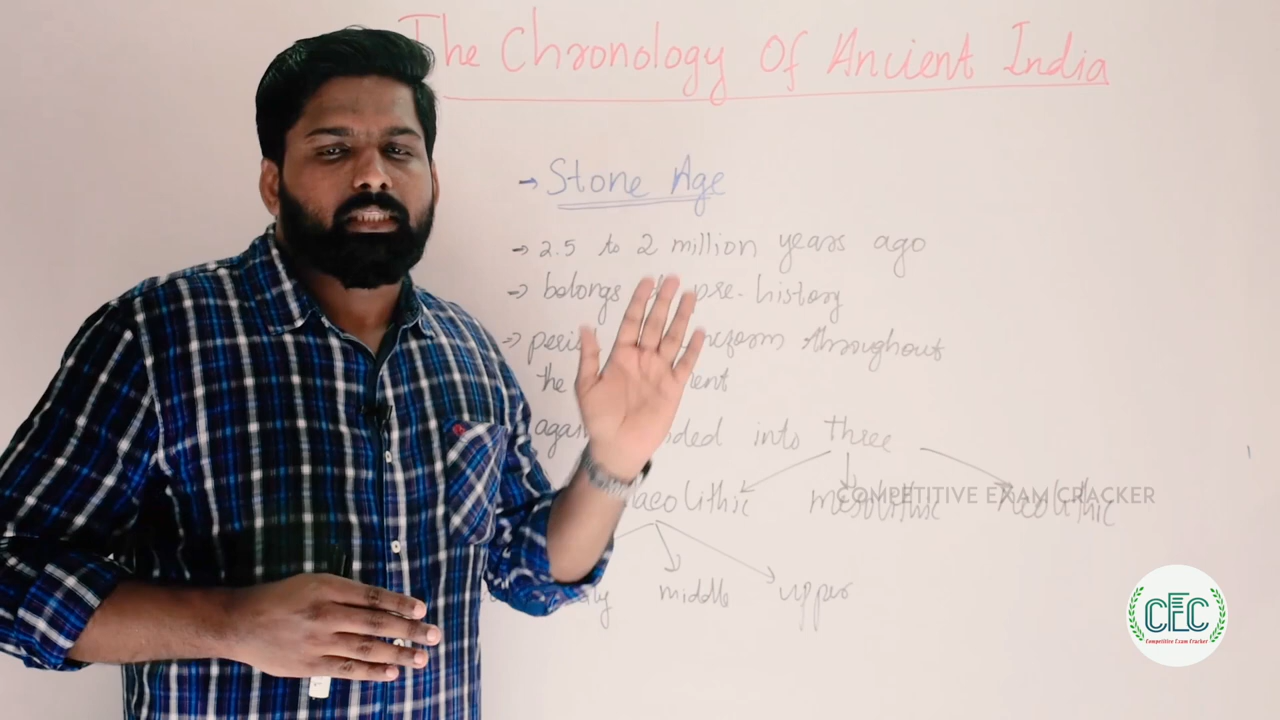 The Chronology Of Ancient India
→ Stone Age
→ 2.5 to 2 million years ago
→ belongs pre-history
→ throughout
the
into three
mesolithic Neolithic
COMPETITIVE EXAM CRACKER
middle upper
CEC
Competitive Exam Cracker